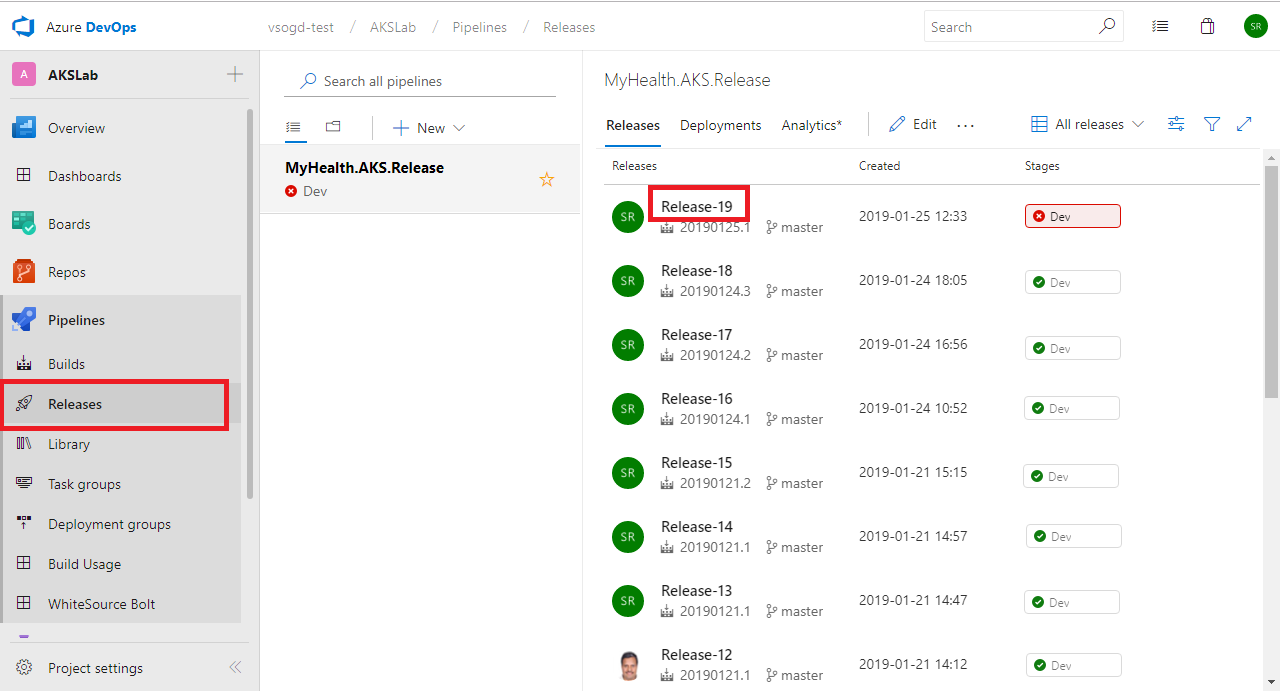 Azure DevOps
vsogd-test / AKSLab / Pipelines / Releases
Search
SR
A AKSLab
Overview
Dashboards
Boards
Repos
Pipelines
Builds
Releases
Library
Task groups
Deployment groups
Build Usage
WhiteSource Bolt
Project settings
Search all pipelines
New
MyHealth.AKS.Release
Dev
MyHealth.AKS.Release
Releases Deployments Analytics* Edit ... All releases
Releases Created Stages
SR Release-19 2019-01-25 12:33 Dev
20190125.1 master
SR Release-18 2019-01-24 18:05 Dev
20190124.3 master
SR Release-17 2019-01-24 16:56 Dev
20190124.2 master
SR Release-16 2019-01-24 10:52 Dev
20190124.1 master
SR Release-15 2019-01-21 15:15 Dev
20190121.2 master
SR Release-14 2019-01-21 14:57 Dev
20190121.1 master
SR Release-13 2019-01-21 14:47 Dev
20190121.1 master
Release-12 2019-01-21 14:12 Dev
20190121.1 master